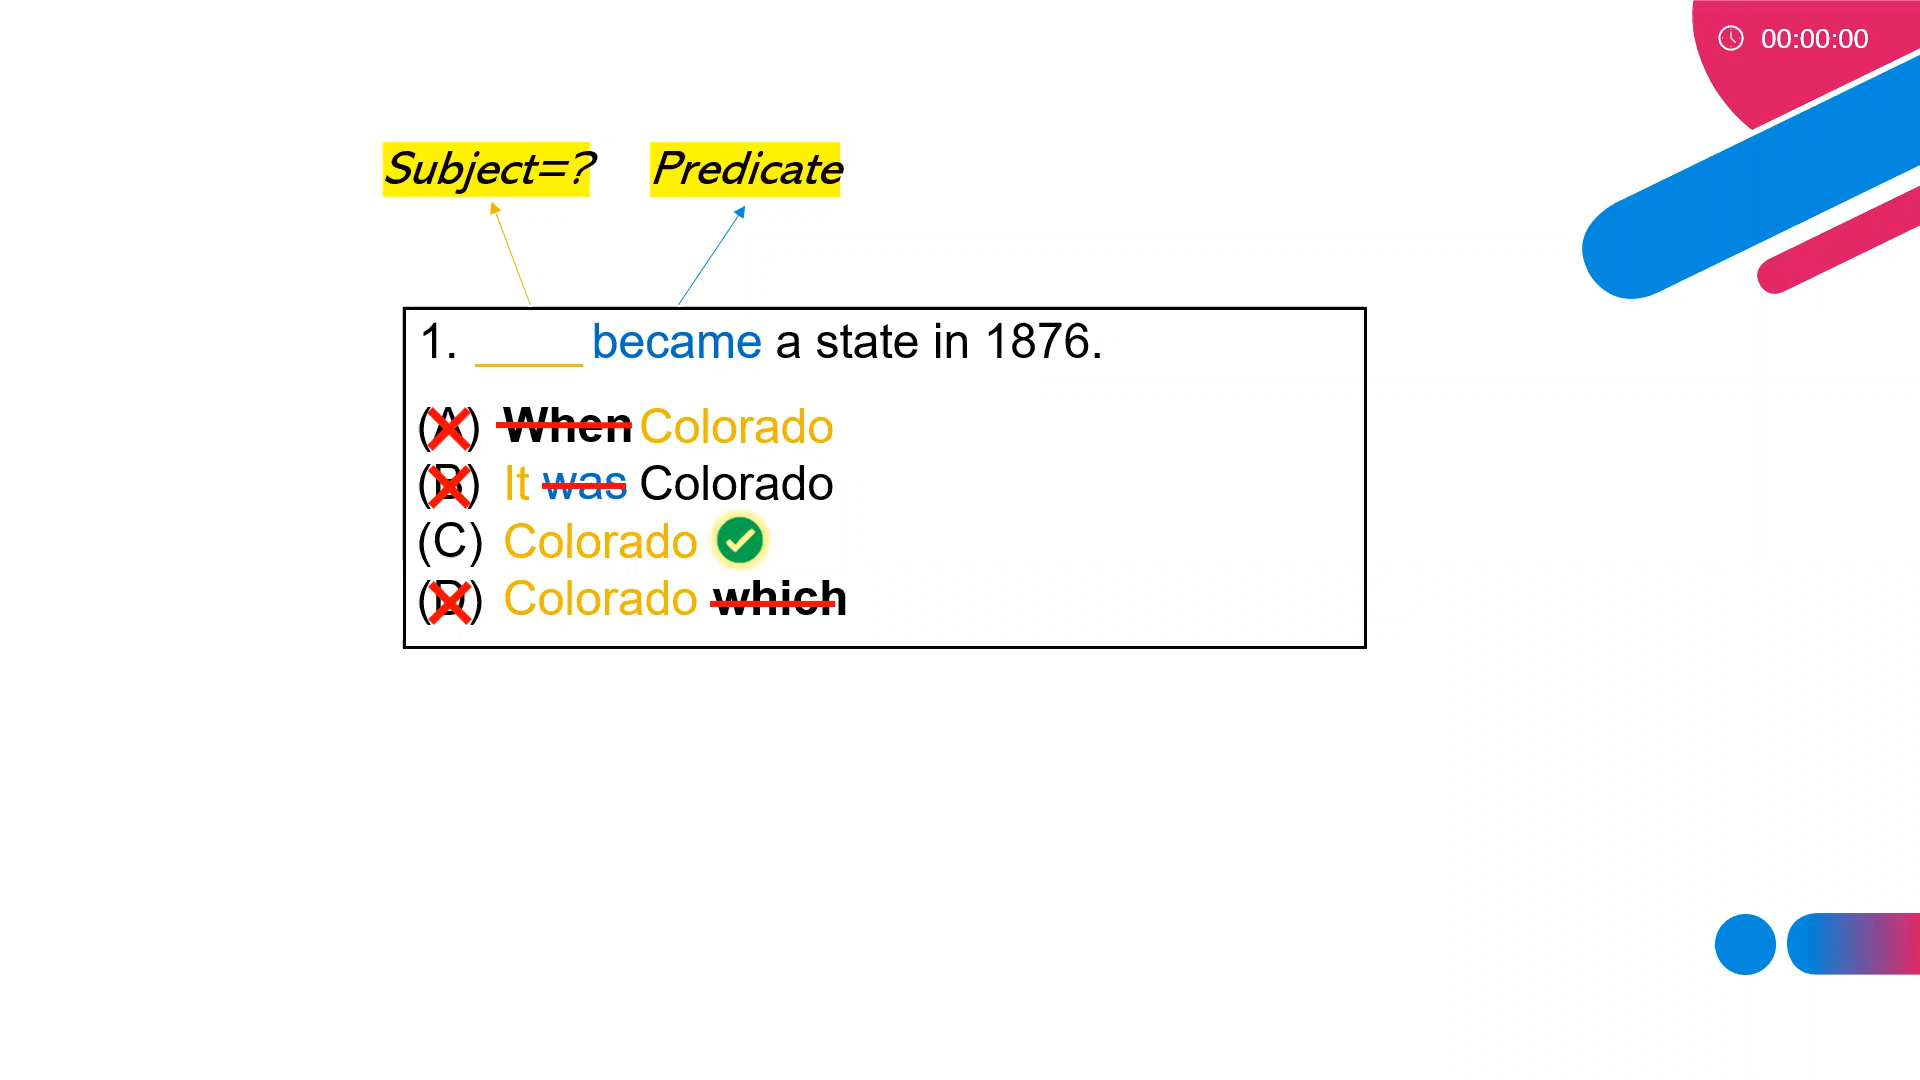 00:00:00
Subject=? Predicate
1. _____ became a state in 1876.
(A) When Colorado
(B) It was Colorado
(C) Colorado
(D) Colorado which